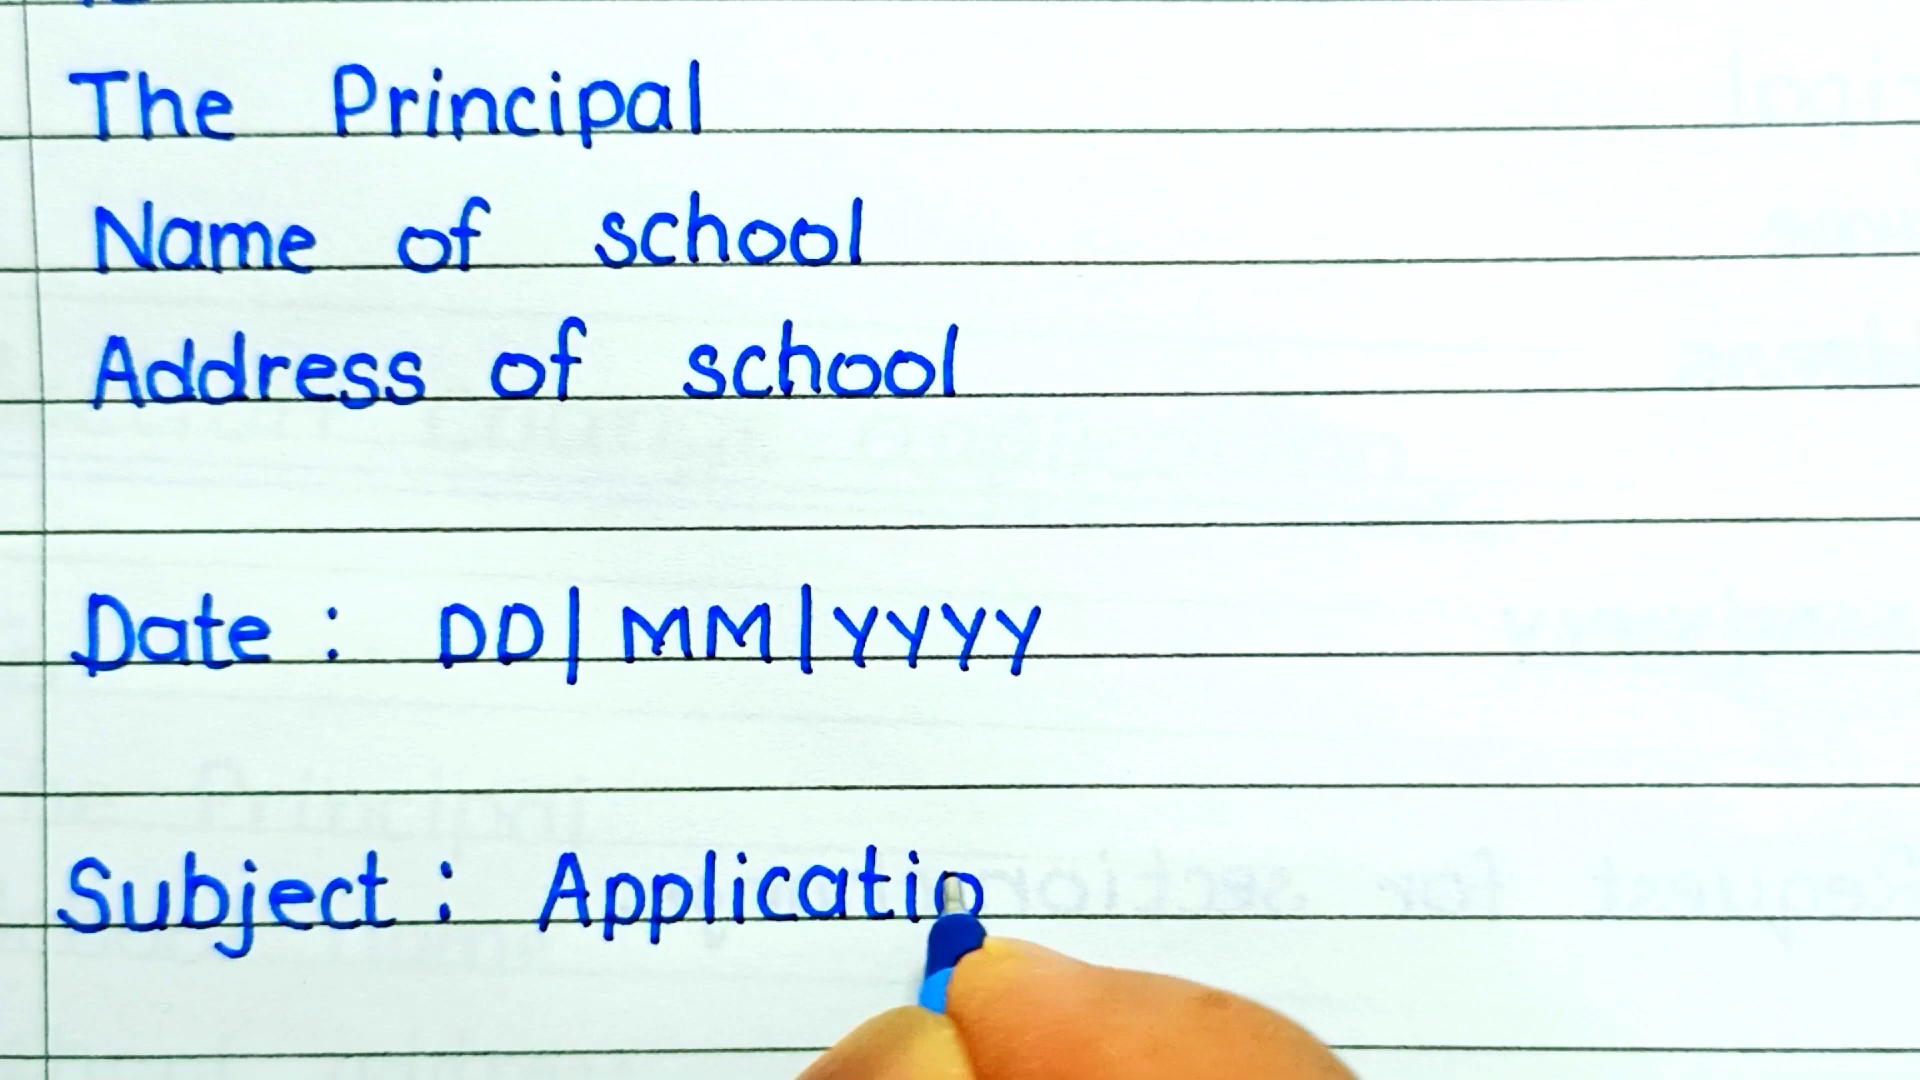 The Principal
Name of school
Address of school
Date : DD|MM|YYYY
Subject : Applicatio